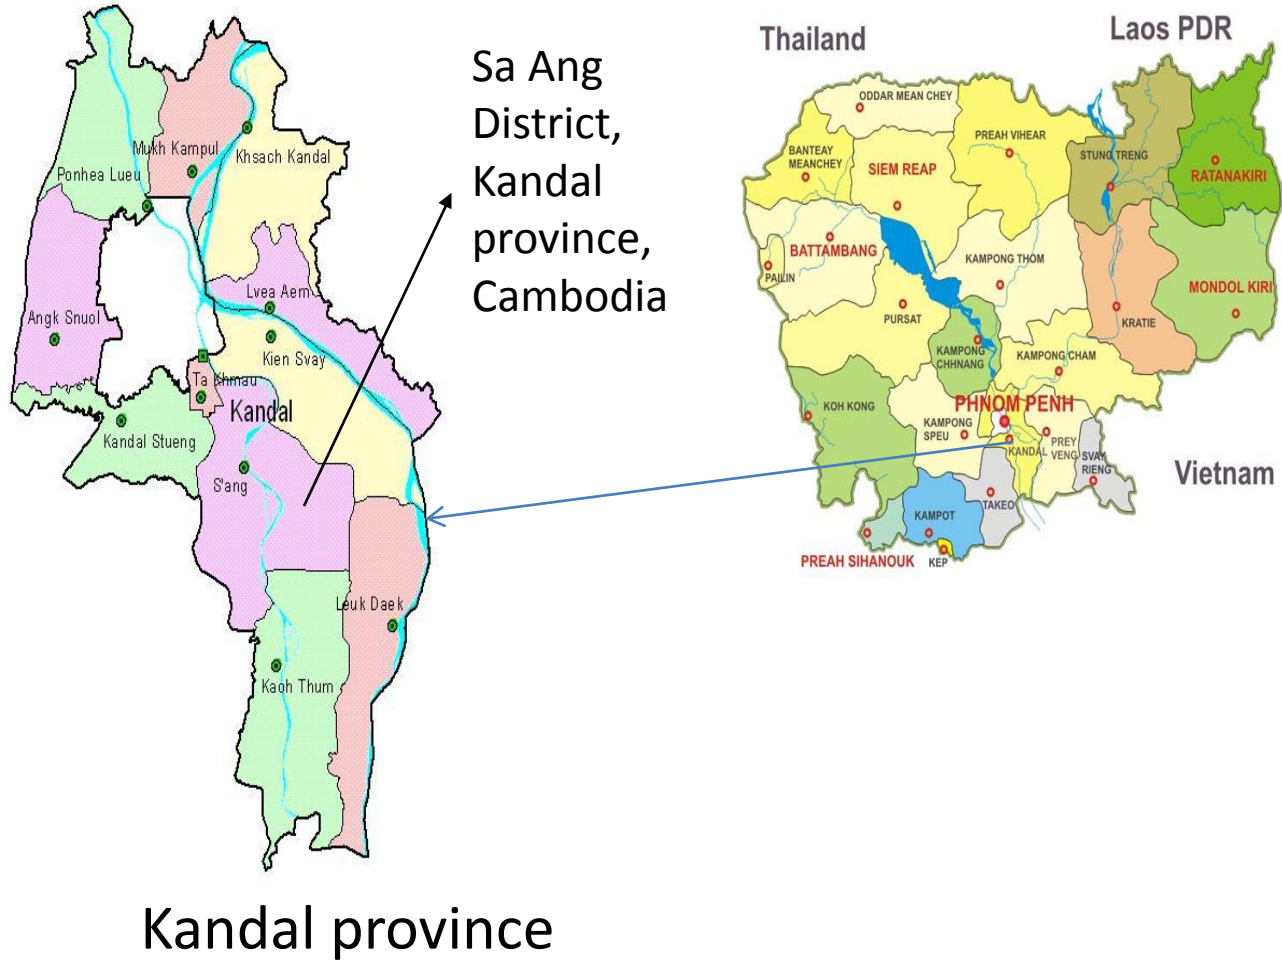 Mukh Kampul
Khsach Kandal
Ponhea Lueu
Lvea Aem
Angk Snuol
Kien Svay
Ta Khmau
Kandal
Kandal Stueng
S'ang
Leuk Daek
Kaoh Thum
Kandal province
Sa Ang
District,
Kandal
province,
Cambodia
Thailand
Laos PDR
ODDAR MEAN CHEY
PREAH VIHEAR
BANTEAY
MEANCHEY
STUNG TRENG
SIEM REAP
RATANAKIRI
BATTAMBANG
KAMPONG THOM
PAILIN
MONDOL KIRI
PURSAT
KRATIE
KAMPONG
CHHNANG
KAMPONG CHAM
KOH KONG
PHNOM PENH
KAMPONG
SPEU
KANDAL
PREY
VENG
SVAY
RIENG
Vietnam
TAKEO
KAMPOT
PREAH SIHANOUK
KEP